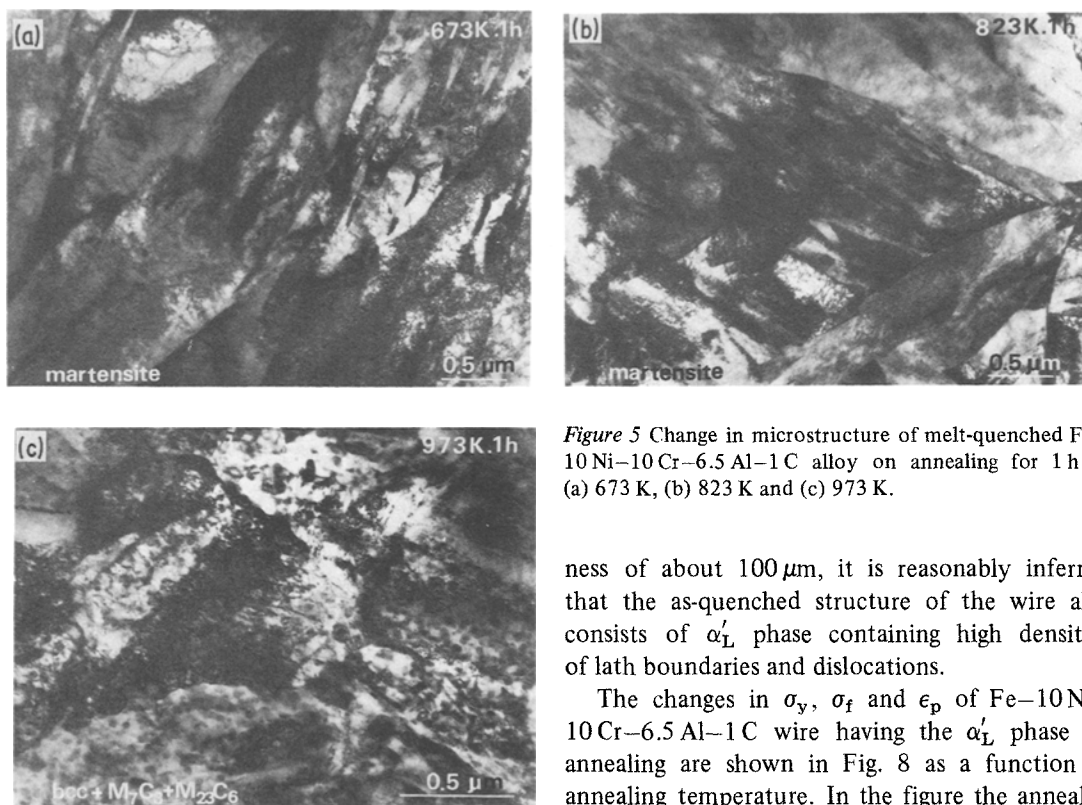 (a)
673K.1h
martensite
0.5 μm
(b)
823K.1h
martensite
0.5 μm
(c)
973K.1h
bcc + M₇C₃+M₂₃C₆
0.5 μm
Figure 5 Change in microstructure of melt-quenched F
10 Ni–10 Cr–6.5 Al–1 C alloy on annealing for 1 h
(a) 673 K, (b) 823 K and (c) 973 K.
ness of about 100 μm, it is reasonably inferr
that the as-quenched structure of the wire al
consists of α′L phase containing high densit
of lath boundaries and dislocations.
The changes in σy, σf and ϵp of Fe–10 N
10 Cr–6.5 Al–1 C wire having the α′L phase
annealing are shown in Fig. 8 as a function
annealing temperature. In the figure the anneal